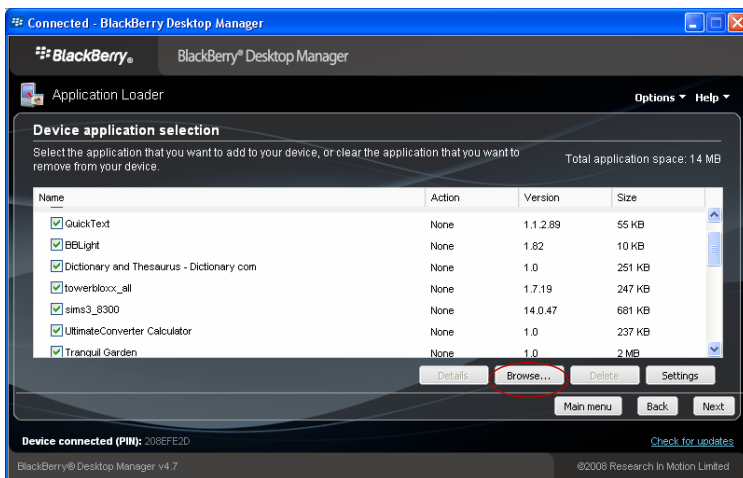 Connected - BlackBerry Desktop Manager
BlackBerry® BlackBerry® Desktop Manager
Application Loader Options Help
Device application selection
Select the application that you want to add to your device, or clear the application that you want to
remove from your device.
Total application space: 14 MB
Name Action Version Size
QuickText None 1.1.2.89 55 KB
BBLight None 1.82 10 KB
Dictionary and Thesaurus - Dictionary com None 1.0 251 KB
towerbloxx_all None 1.7.19 247 KB
sims3_8300 None 14.0.47 681 KB
UltimateConverter Calculator None 1.0 237 KB
Tranquil Garden None 1.0 2 MB
Details Browse... Delete Settings
Main menu Back Next
Device connected (PIN): 208EFE2D Check for updates
BlackBerry® Desktop Manager v4.7 ©2008 Research In Motion Limited